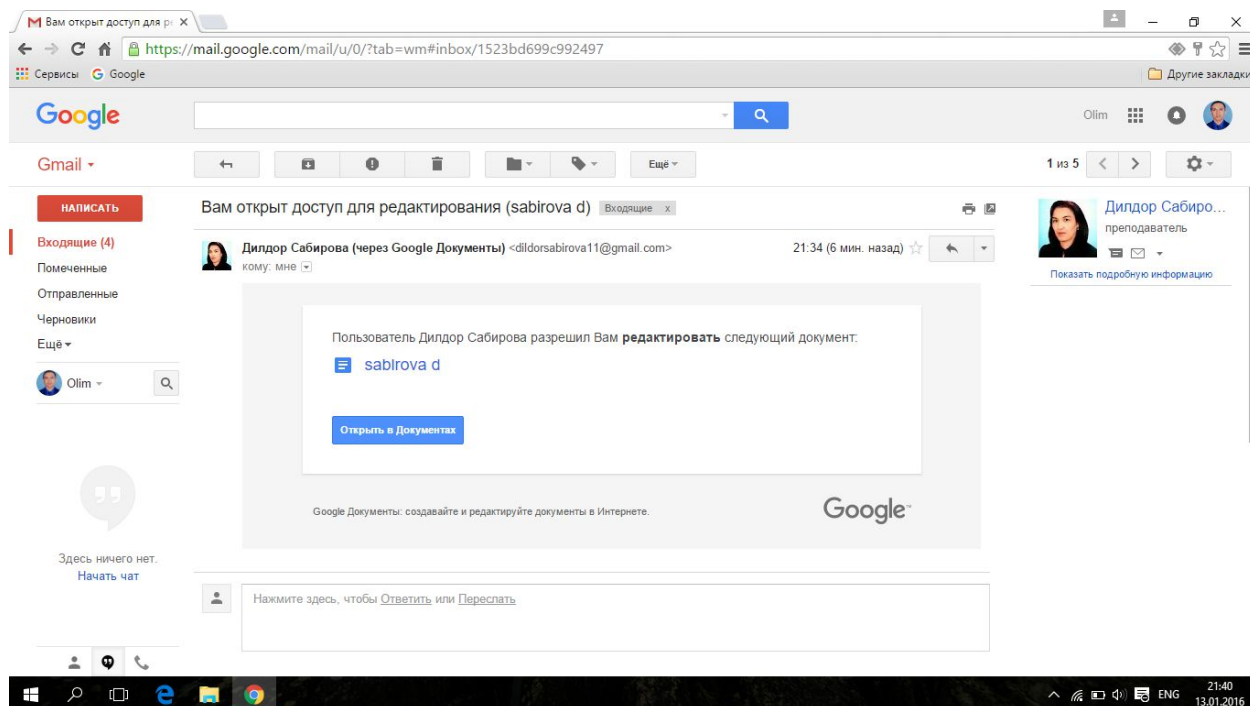 Вам открыт доступ для ре
https://mail.google.com/mail/u/0/?tab=wm#inbox/1523bd699c992497
Сервисы Google Другие закладки
Google Olim
Gmail Ещё 1 из 5
НАПИСАТЬ
Вам открыт доступ для редактирования (sabirova d) Входящие x
Дилдор Сабиро...
преподаватель
Показать подробную информацию
Входящие (4)
Помеченные
Отправленные
Черновики
Ещё
Olim
Дилдор Сабирова (через Google Документы) <dildorsabirova11@gmail.com> 21:34 (6 мин. назад)
кому: мне
Пользователь Дилдор Сабирова разрешил Вам редактировать следующий документ:
sabirova d
Открыть в Документах
Google Документы: создавайте и редактируйте документы в Интернете.
Google
Здесь ничего нет.
Начать чат
Нажмите здесь, чтобы Ответить или Переслать
ENG 21:40
13.01.2016